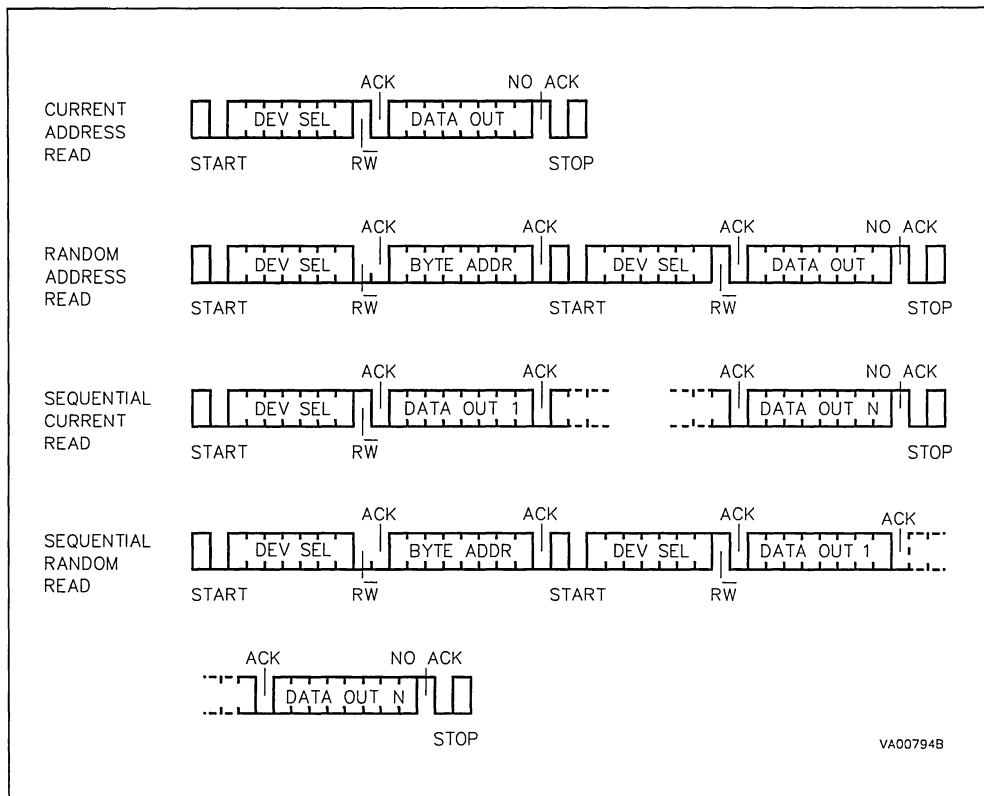 ACK NO ACK
CURRENT ADDRESS READ
DEV SEL DATA OUT
START RW STOP
ACK ACK ACK NO ACK
RANDOM ADDRESS READ
DEV SEL BYTE ADDR DEV SEL DATA OUT
START RW START RW STOP
ACK ACK ACK NO ACK
SEQUENTIAL CURRENT READ
DEV SEL DATA OUT 1 DATA OUT N
START RW STOP
ACK ACK ACK ACK
SEQUENTIAL RANDOM READ
DEV SEL BYTE ADDR DEV SEL DATA OUT 1
START RW START RW
ACK NO ACK
DATA OUT N
STOP
VA00794B